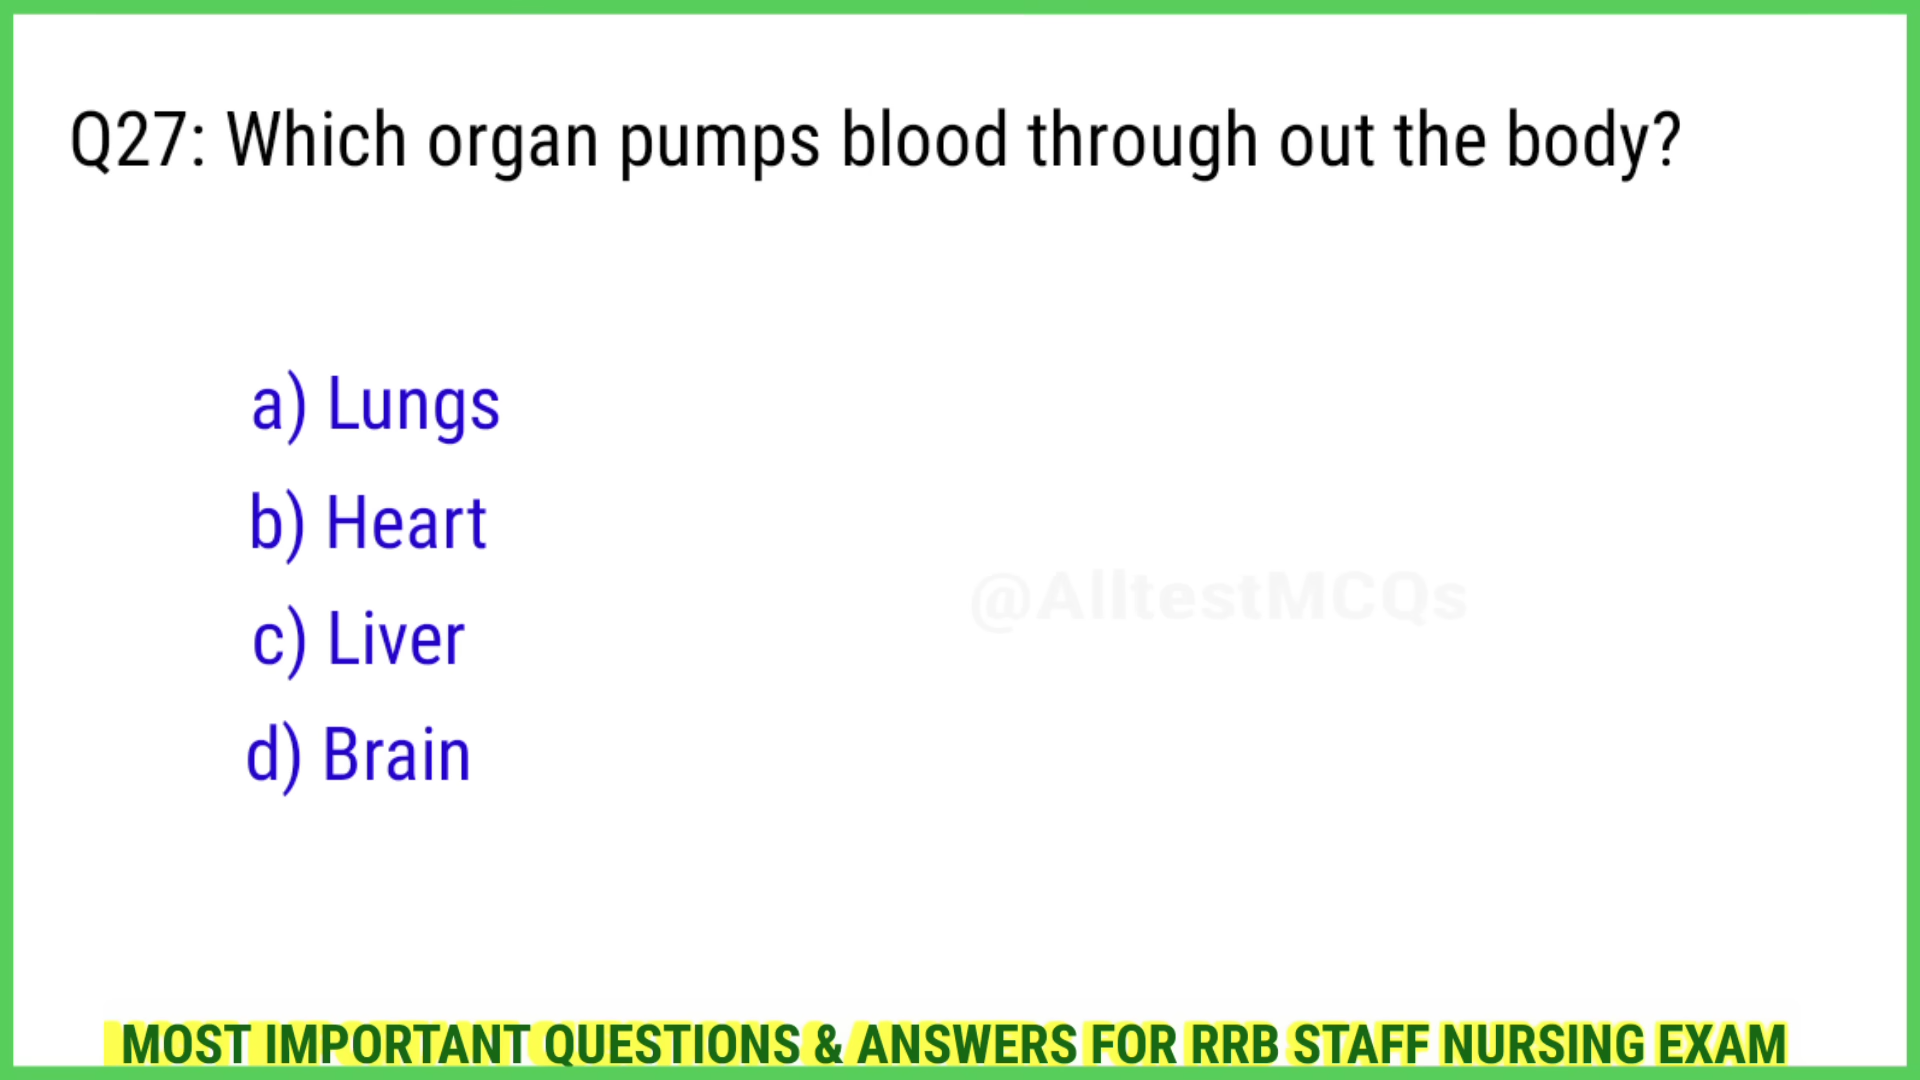 Q27: Which organ pumps blood through out the body?
a) Lungs
b) Heart
@AlltestMCQs
c) Liver
d) Brain
MOST IMPORTANT QUESTIONS & ANSWERS FOR RRB STAFF NURSING EXAM